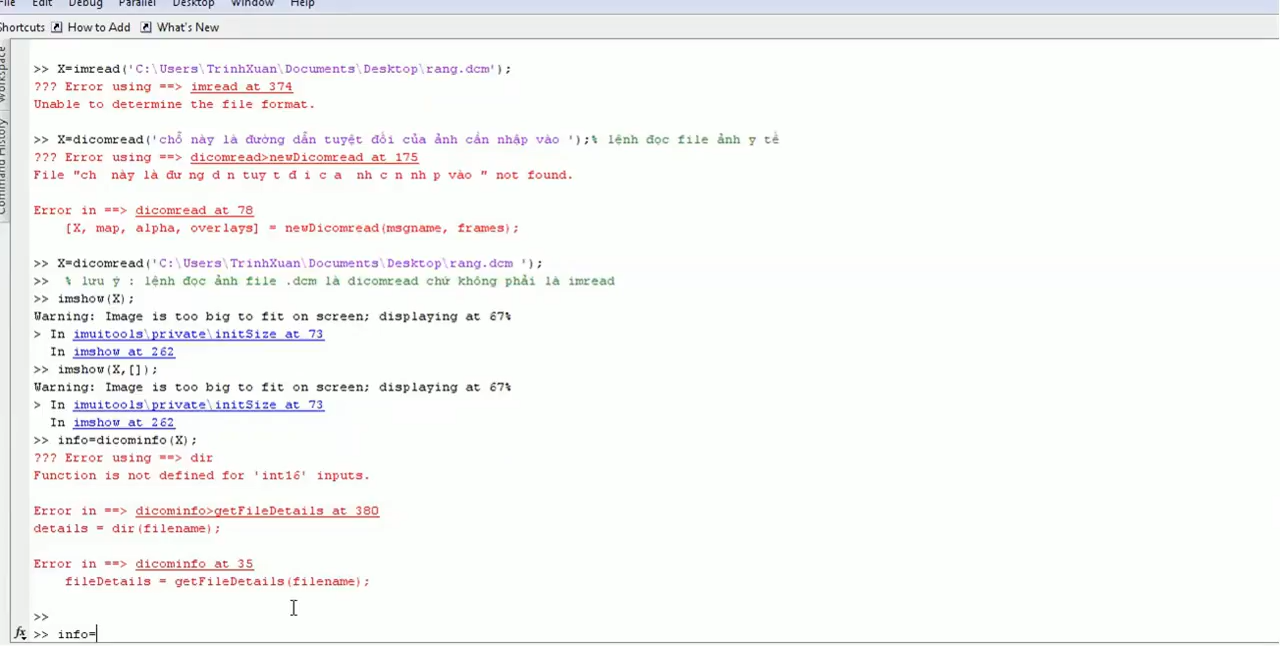 File Edit Debug Parallel Desktop Window Help
Shortcuts How to Add What's New
Workspace
Command History
>> X=imread('C:\Users\TrinhXuan\Documents\Desktop\rang.dcm');
??? Error using ==> imread at 374
Unable to determine the file format.
>> X=dicomread('chỗ này là đường dẫn tuyệt đối của ảnh cần nhập vào ');% lệnh đọc file ảnh y tế
??? Error using ==> dicomread>newDicomread at 175
File "ch  này là đư ng d n tuy t đ i c a  nh c n nh p vào " not found.
Error in ==> dicomread at 78
[X, map, alpha, overlays] = newDicomread(msgname, frames);
>> X=dicomread('C:\Users\TrinhXuan\Documents\Desktop\rang.dcm ');
>> % lưu ý : lệnh đọc ảnh file .dcm là dicomread chứ không phải là imread
>> imshow(X);
Warning: Image is too big to fit on screen; displaying at 67%
> In imuitools\private\initSize at 73
In imshow at 262
>> imshow(X,[]);
Warning: Image is too big to fit on screen; displaying at 67%
> In imuitools\private\initSize at 73
In imshow at 262
>> info=dicominfo(X);
??? Error using ==> dir
Function is not defined for 'int16' inputs.
Error in ==> dicominfo>getFileDetails at 380
details = dir(filename);
Error in ==> dicominfo at 35
fileDetails = getFileDetails(filename);
>>
fx >> info=